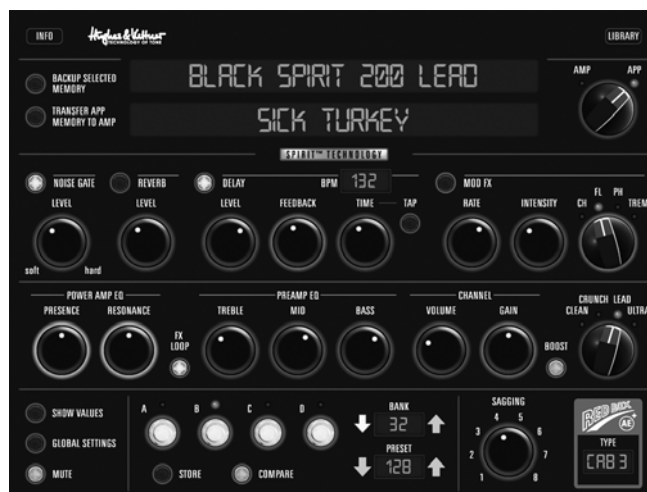 INFO
Hughes & Kettner
TECHNOLOGY OF TONE
LIBRARY
BACKUP SELECTED
MEMORY
TRANSFER APP
MEMORY TO AMP
BLACK SPIRIT 200 LEAD
SICK TURKEY
AMP APP
SPIRIT™ TECHNOLOGY
NOISE GATE REVERB DELAY BPM 132 MOD FX
LEVEL LEVEL LEVEL FEEDBACK TIME TAP RATE INTENSITY CH FL PH TREM
soft hard
POWER AMP EQ PREAMP EQ CHANNEL
PRESENCE RESONANCE TREBLE MID BASS VOLUME GAIN CLEAN CRUNCH LEAD ULTRA
FX
LOOP
BOOST
SHOW VALUES
GLOBAL SETTINGS
MUTE
A B C D
STORE COMPARE
BANK
32
PRESET
128
SAGGING
1 2 3 4 5 6 7 8
RED BOX
AE+
TYPE
CAB 3